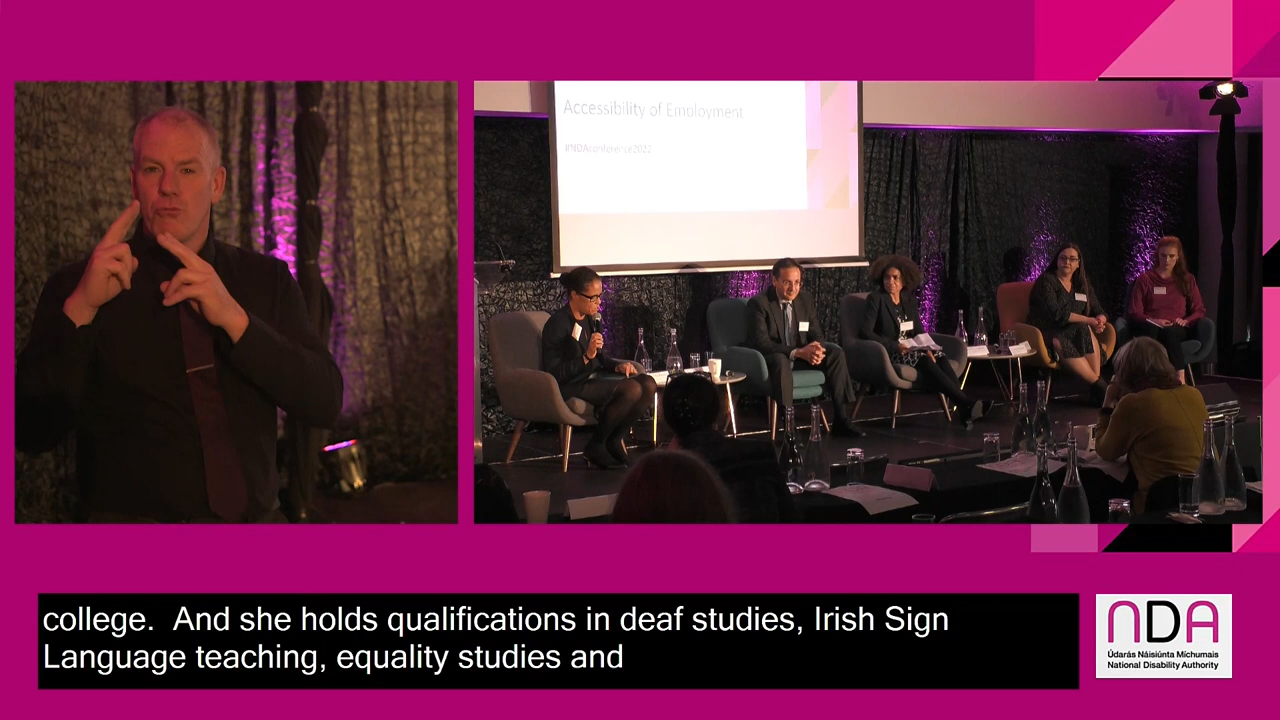 Accessibility of Employment
#NDAconference2022
college.  And she holds qualifications in deaf studies, Irish Sign
Language teaching, equality studies and
NDA
Údarás Náisiúnta Míchumais
National Disability Authority